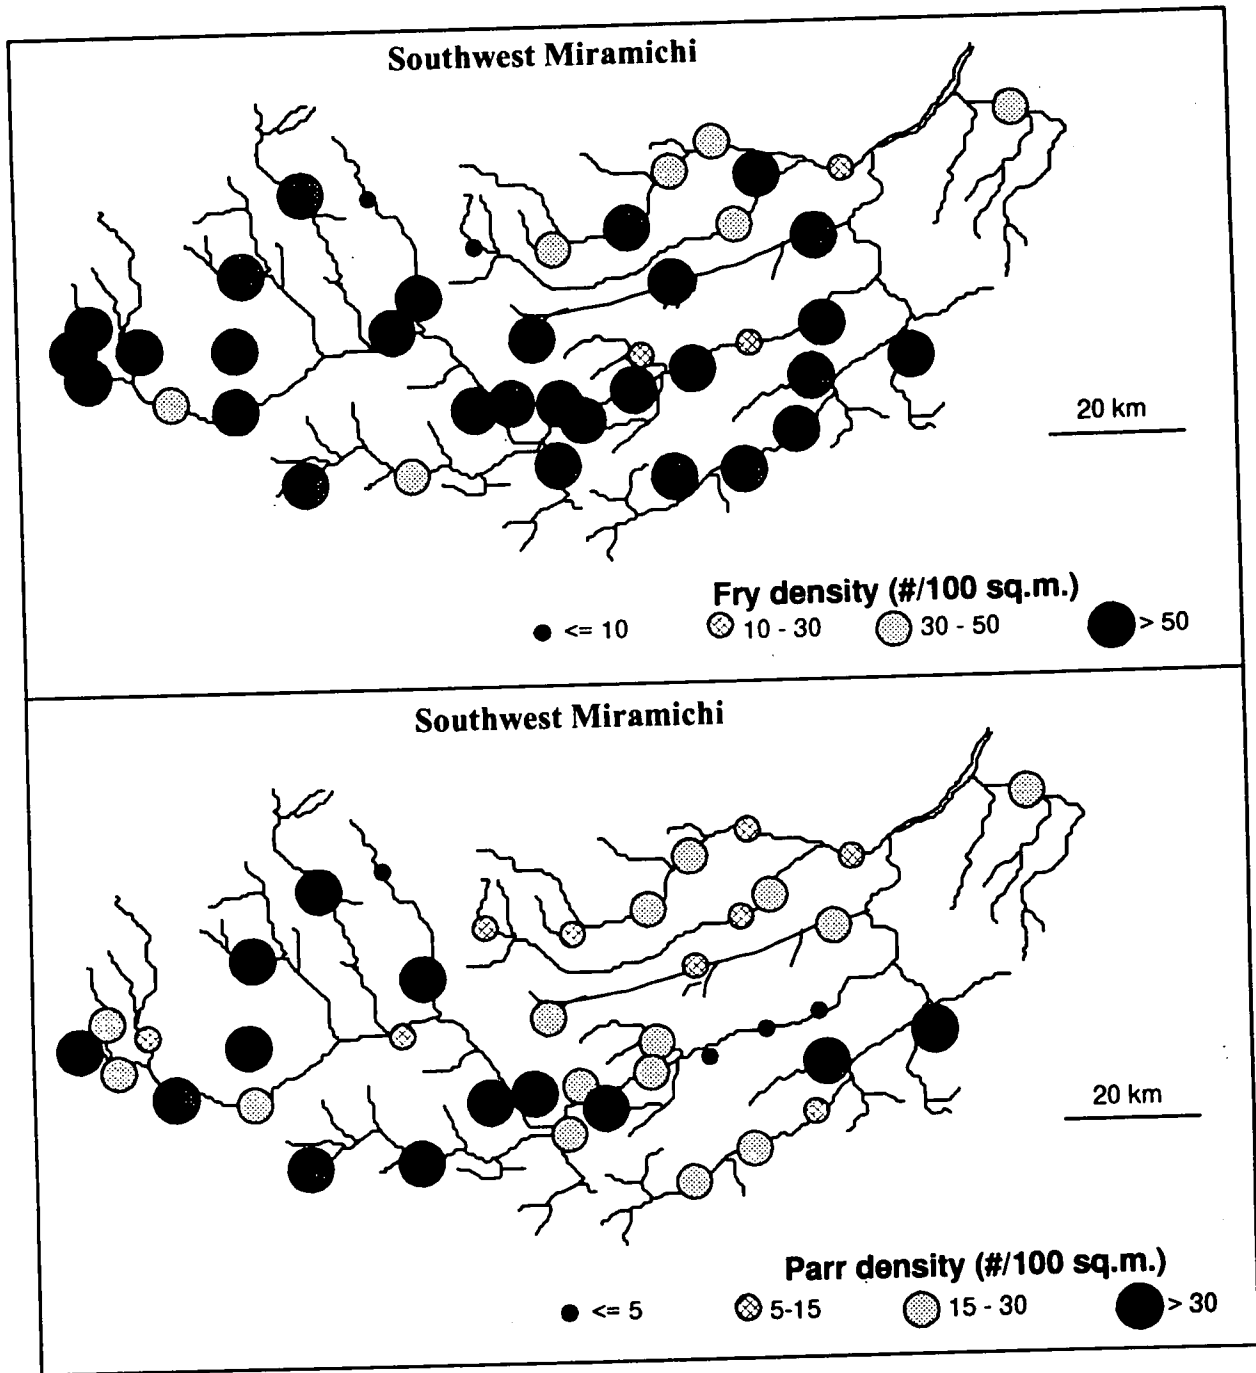 Southwest Miramichi
20 km
Fry density (#/100 sq.m.)
<= 10 10 - 30 30 - 50 > 50
Southwest Miramichi
20 km
Parr density (#/100 sq.m.)
<= 5 5-15 15 - 30 > 30